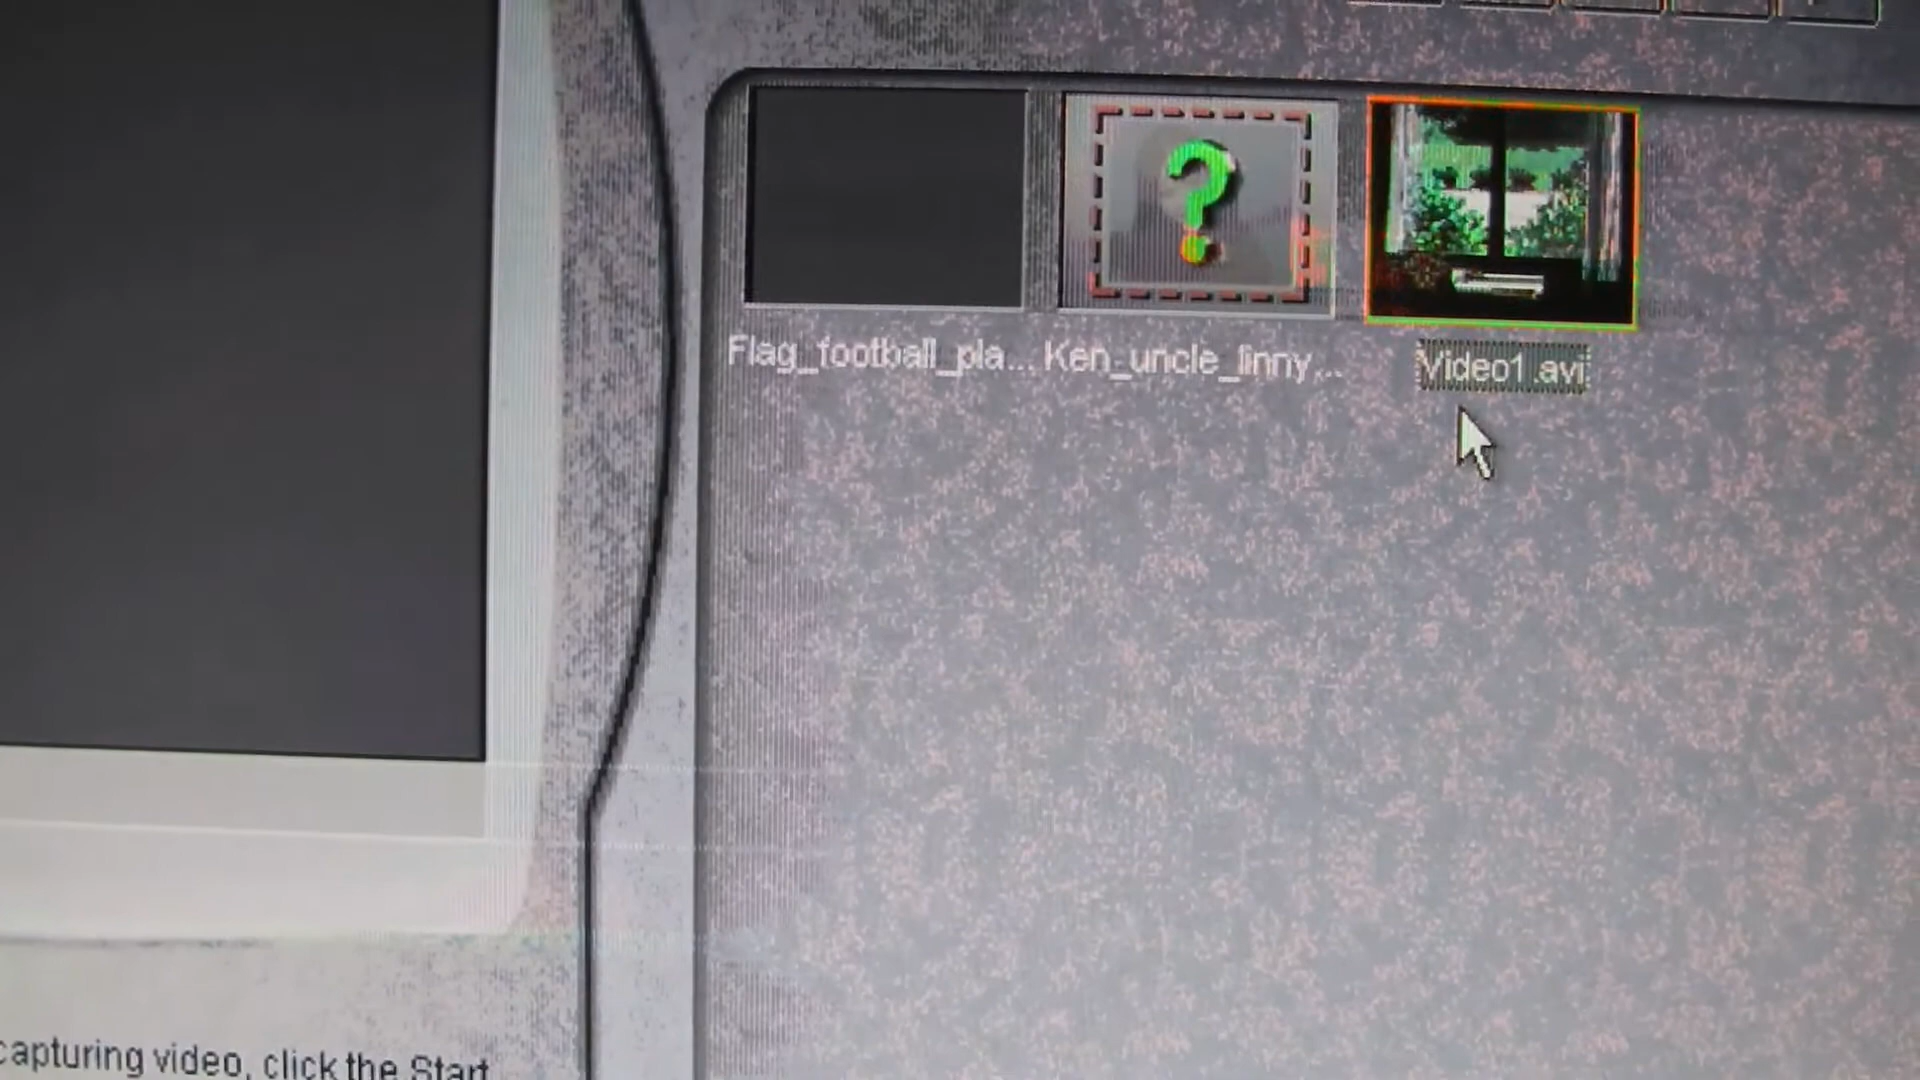 Flag_football_pla... Ken_uncle_linny... Video1.avi
capturing video, click the Start